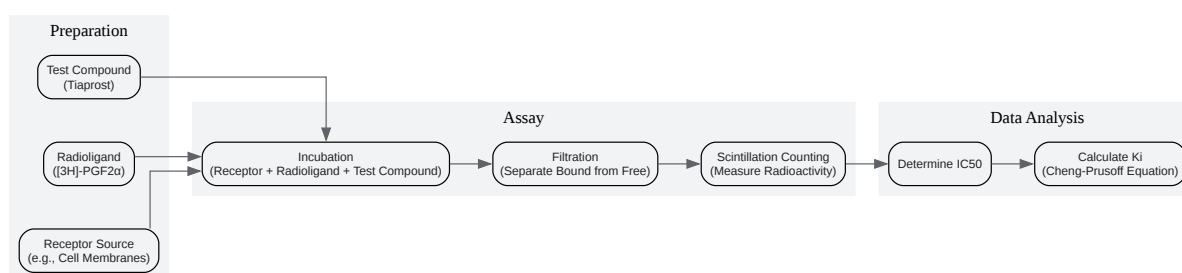 Preparation
Test Compound
(Tiaprost)
Radioligand
([3H]-PGF2α)
Receptor Source
(e.g., Cell Membranes)
Assay
Incubation
(Receptor + Radioligand + Test Compound)
Filtration
(Separate Bound from Free)
Scintillation Counting
(Measure Radioactivity)
Data Analysis
Determine IC50
Calculate Ki
(Cheng-Prusoff Equation)